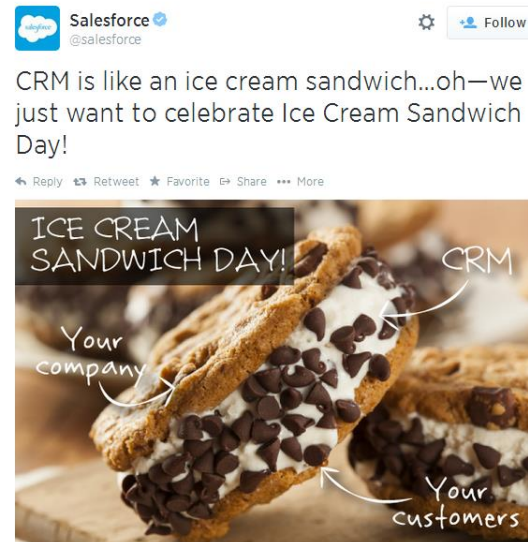 Salesforce
@salesforce
Follow
CRM is like an ice cream sandwich...oh—we
just want to celebrate Ice Cream Sandwich
Day!
Reply Retweet Favorite Share More
ICE CREAM
SANDWICH DAY!
CRM
Your
company
Your
customers